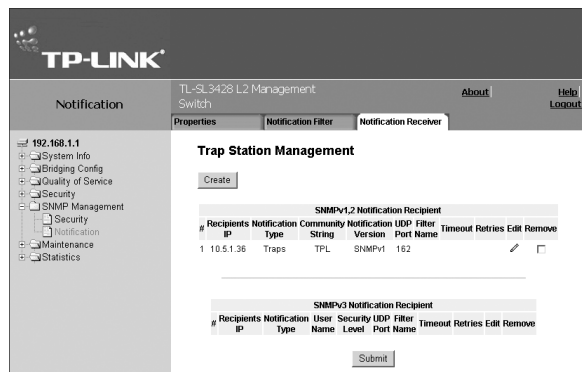 TP-LINK
TL-SL3428 L2 Management Switch
About
Help
Logout
Notification
Properties
Notification Filter
Notification Receiver
192.168.1.1
System Info
Bridging Config
Quality of Service
Security
SNMP Management
Security
Notification
Maintenance
Statistics
Trap Station Management
Create
SNMPv1,2 Notification Recipient
# Recipients IP Notification Type Community String Notification Version UDP Port Filter Name Timeout Retries Edit Remove
1 10.5.1.36 Traps TPL SNMPv1 162
SNMPv3 Notification Recipient
# Recipients IP Notification Type User Name Security Level UDP Port Filter Name Timeout Retries Edit Remove
Submit